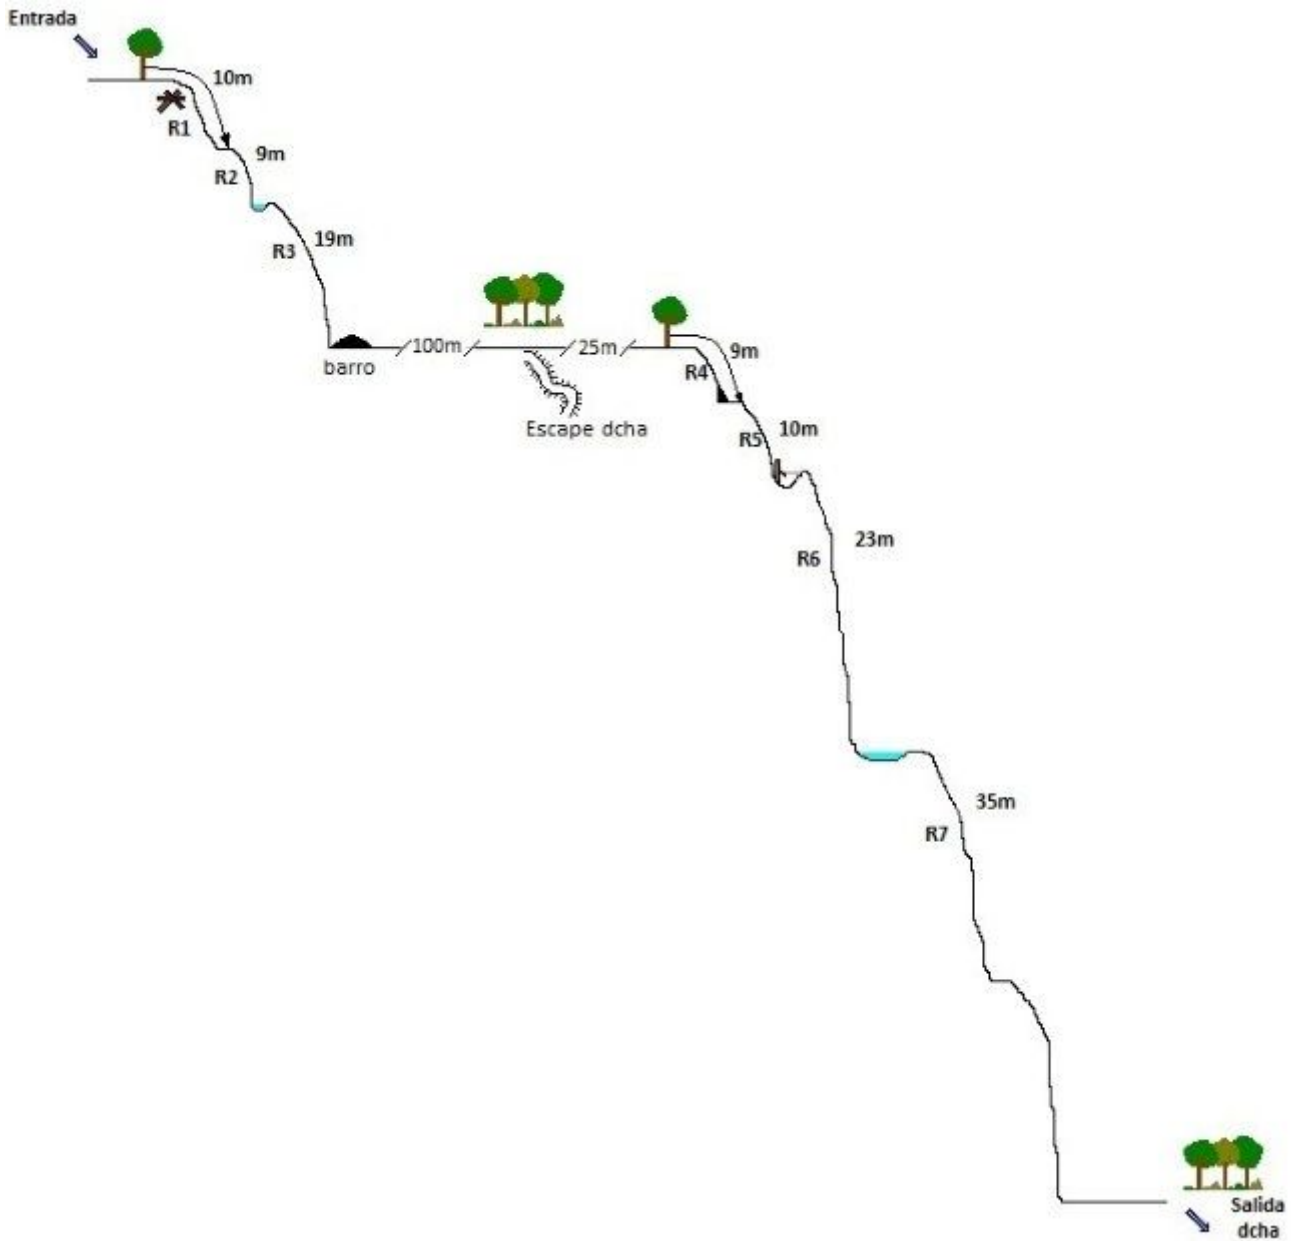 Entrada
10m
R1
9m
R2
19m
R3
barro
100m
Escape dcha
25m
9m
R4
10m
R5
23m
R6
35m
R7
Salida
dcha